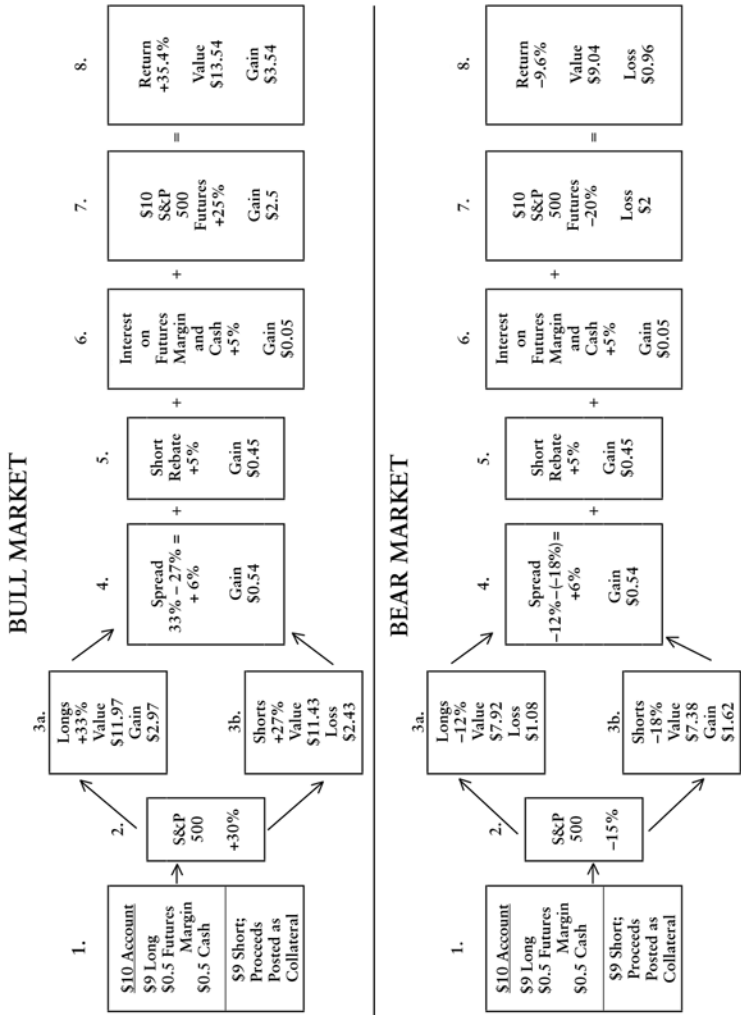 BULL MARKET
1.
$10 Account
$9 Long
$0.5 Futures
Margin
$0.5 Cash
$9 Short;
Proceeds
Posted as
Collateral
2.
S&P
500
+30%
3a.
Longs
+33%
Value
$11.97
Gain
$2.97
3b.
Shorts
+27%
Value
$11.43
Loss
$2.43
4.
Spread
33% − 27% =
+ 6%
Gain
$0.54
+
5.
Short
Rebate
+5%
Gain
$0.45
+
6.
Interest
on
Futures
Margin
and
Cash
+5%
Gain
$0.05
+
7.
$10
S&P
500
Futures
+25%
Gain
$2.5
=
8.
Return
+35.4%
Value
$13.54
Gain
$3.54
BEAR MARKET
1.
$10 Account
$9 Long
$0.5 Futures
Margin
$0.5 Cash
$9 Short;
Proceeds
Posted as
Collateral
2.
S&P
500
−15%
3a.
Longs
−12%
Value
$7.92
Loss
$1.08
3b.
Shorts
−18%
Value
$7.38
Gain
$1.62
4.
Spread
−12%−(−18%)=
+6%
Gain
$0.54
+
5.
Short
Rebate
+5%
Gain
$0.45
+
6.
Interest
on
Futures
Margin
and
Cash
+5%
Gain
$0.05
+
7.
$10
S&P
500
Futures
−20%
Loss
$2
=
8.
Return
−9.6%
Value
$9.04
Loss
$0.96